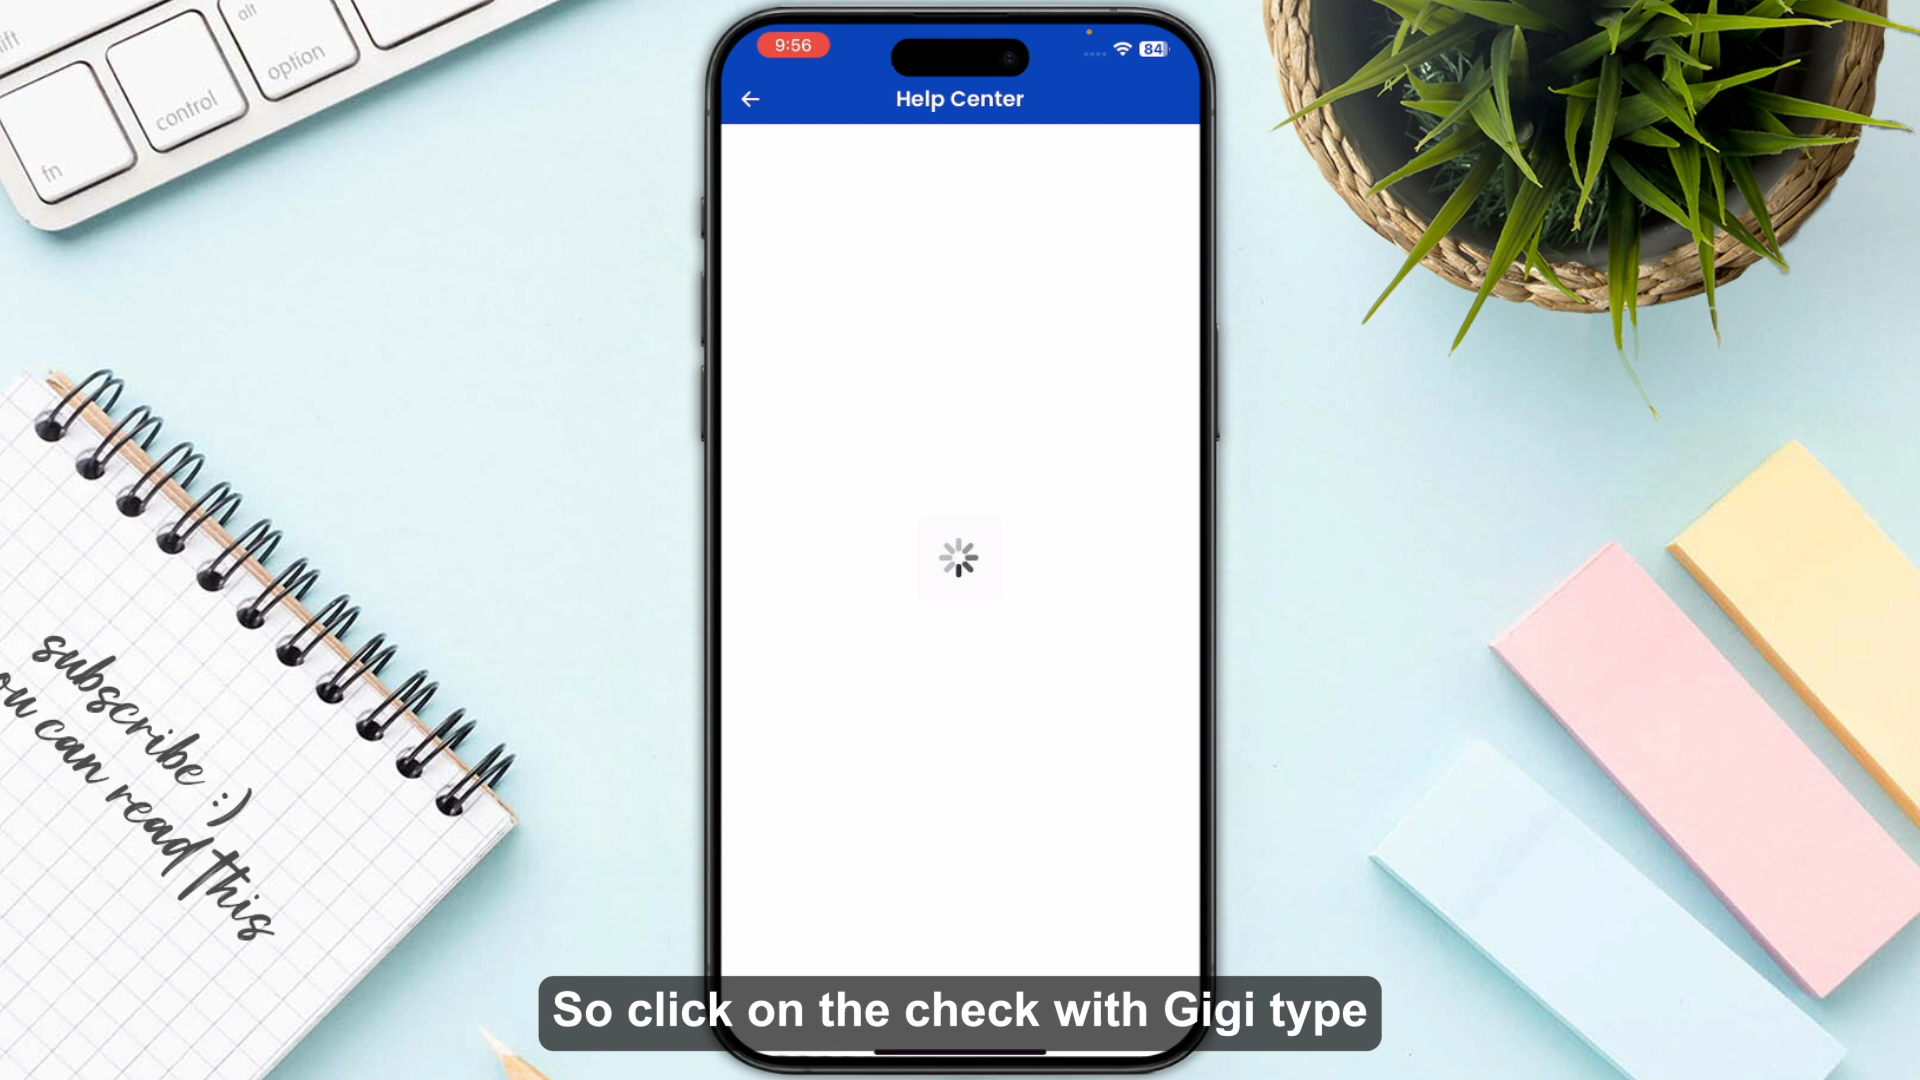 alt
ift
option
control
fn
9:56
84
Help Center
subscribe :)
ou can read this
So click on the check with Gigi type